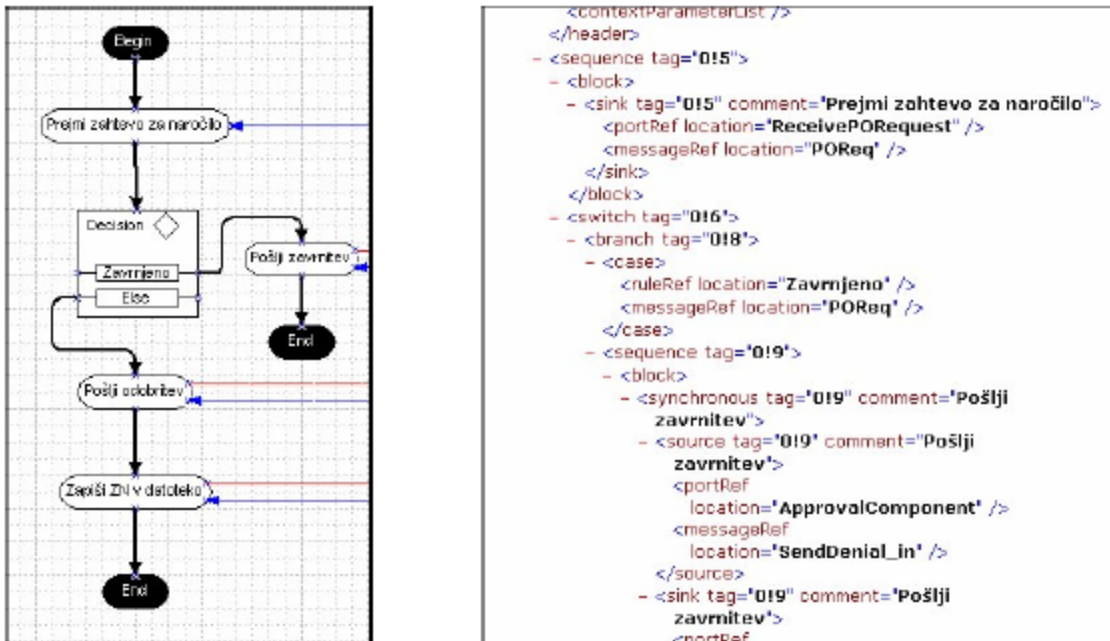 Begin
Prejmi zahtevo za naročilo
Decision
Zavrnjeno
Else
Pošlji zavrnitev
End
Pošlji odobritev
Zapiši ZN v datoteko
End
<contextParameterList />
</header>
- <sequence tag="0!5">
- <block>
- <sink tag="0!5" comment="Prejmi zahtevo za naročilo">
<portRef location="ReceivePORequest" />
<messageRef location="POReq" />
</sink>
</block>
- <switch tag="0!6">
- <branch tag="0!8">
- <case>
<ruleRef location="Zavrnjeno" />
<messageRef location="POReq" />
</case>
- <sequence tag="0!9">
- <block>
- <synchronous tag="0!9" comment="Pošlji
zavrnitev">
- <source tag="0!9" comment="Pošlji
zavrnitev">
<portRef
location="ApprovalComponent" />
<messageRef
location="SendDenial_in" />
</source>
- <sink tag="0!9" comment="Pošlji
zavrnitev">
<portRef